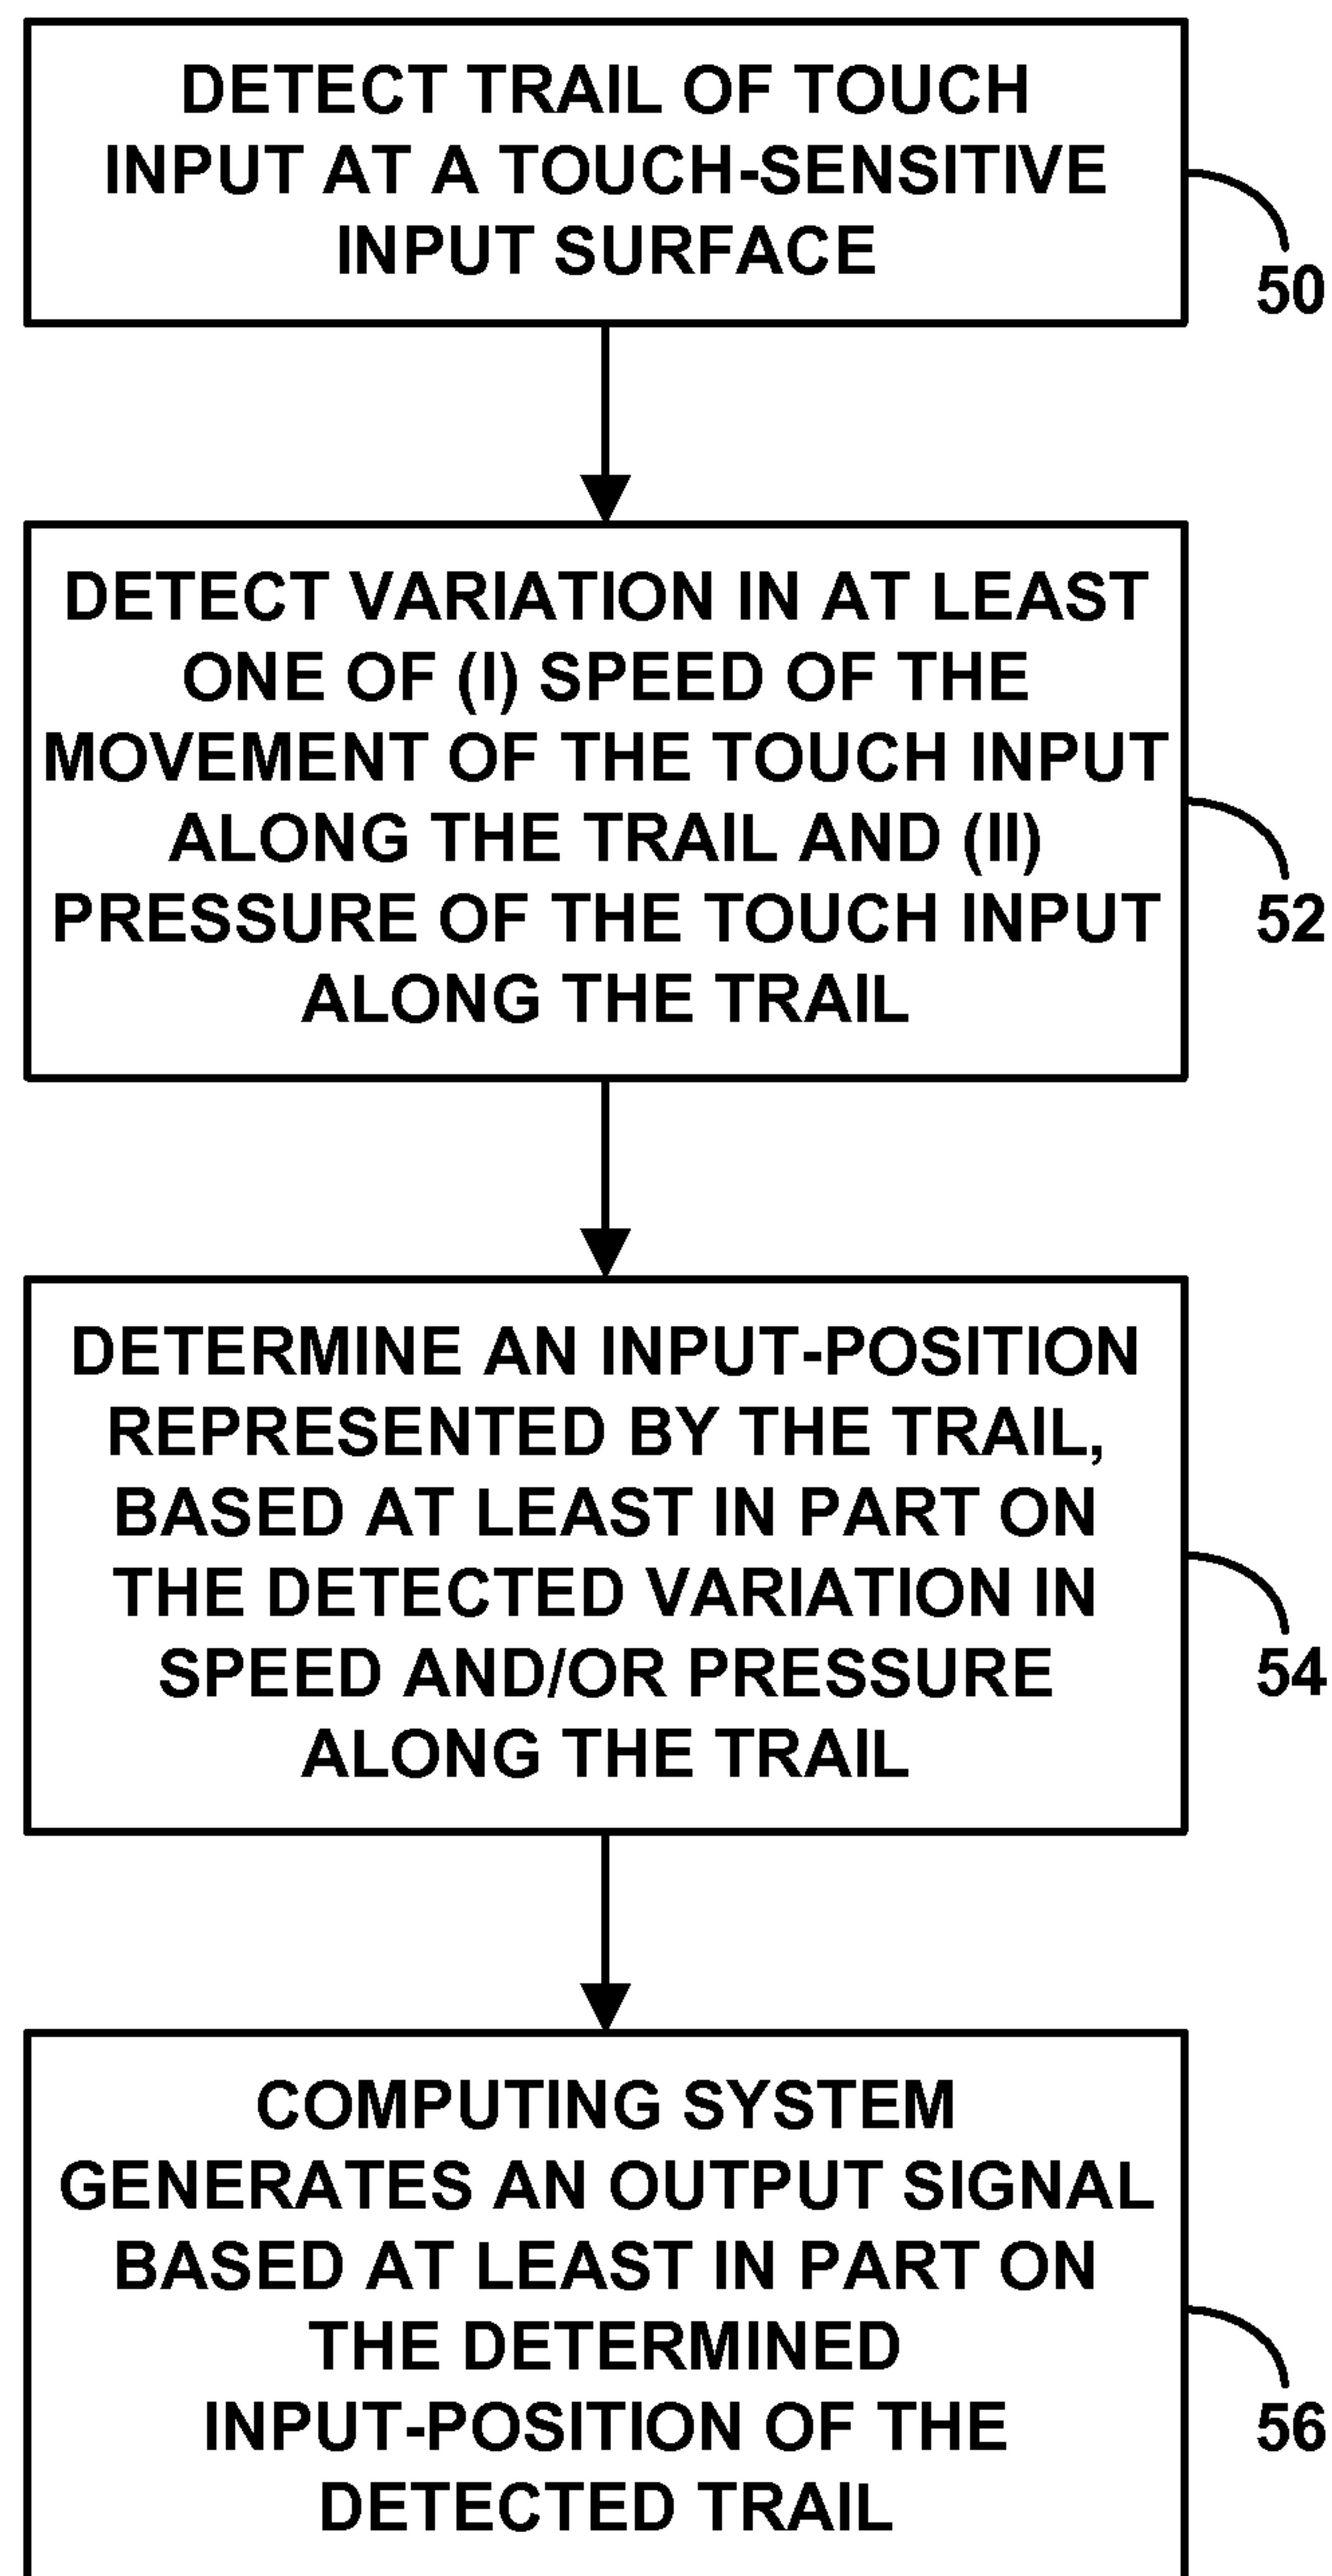 DETECT TRAIL OF TOUCH
INPUT AT A TOUCH-SENSITIVE
INPUT SURFACE
50
DETECT VARIATION IN AT LEAST
ONE OF (I) SPEED OF THE
MOVEMENT OF THE TOUCH INPUT
ALONG THE TRAIL AND (II)
PRESSURE OF THE TOUCH INPUT
ALONG THE TRAIL
52
DETERMINE AN INPUT-POSITION
REPRESENTED BY THE TRAIL,
BASED AT LEAST IN PART ON
THE DETECTED VARIATION IN
SPEED AND/OR PRESSURE
ALONG THE TRAIL
54
COMPUTING SYSTEM
GENERATES AN OUTPUT SIGNAL
BASED AT LEAST IN PART ON
THE DETERMINED
INPUT-POSITION OF THE
DETECTED TRAIL
56